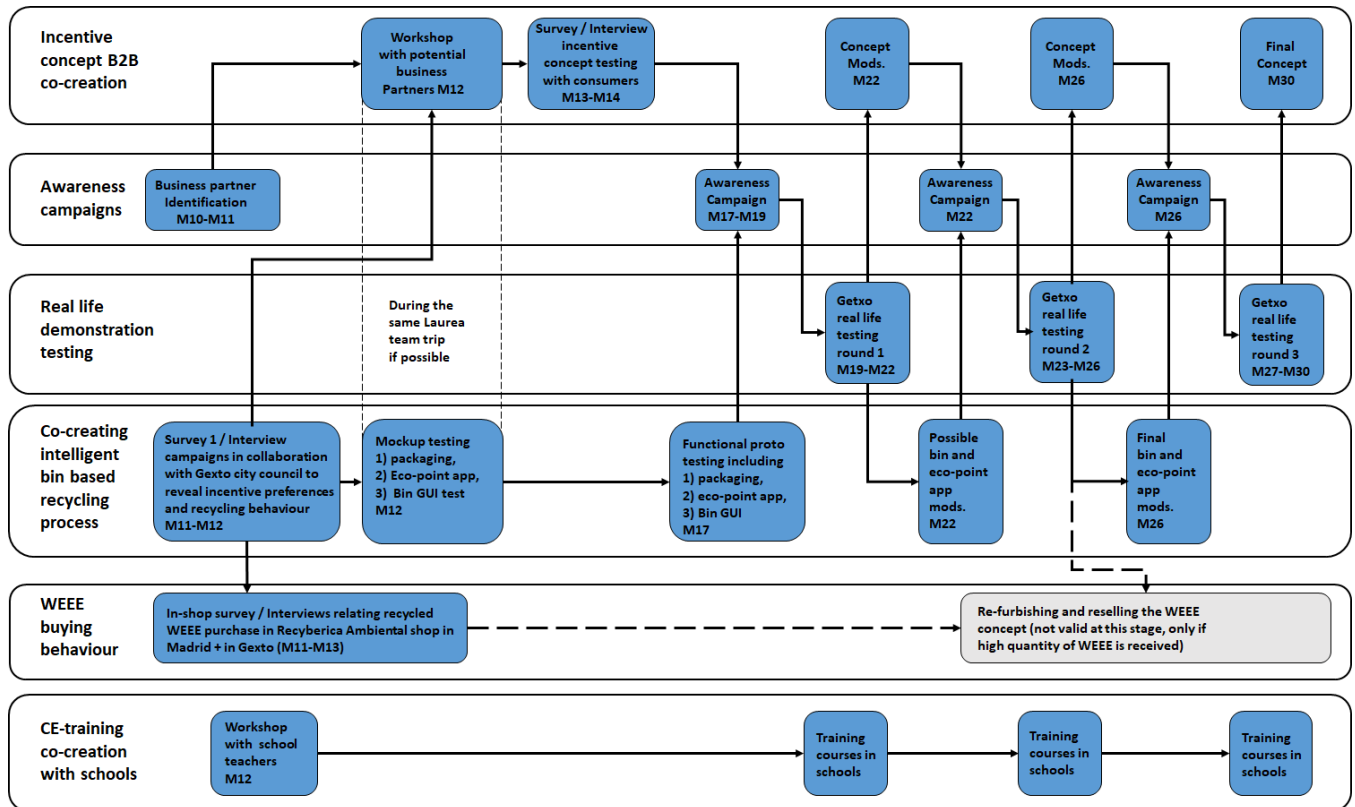 Incentive
concept B2B
co-creation
Workshop
with potential
business
Partners M12
Survey / Interview
incentive
concept testing
with consumers
M13-M14
Concept
Mods.
M22
Concept
Mods.
M26
Final
Concept
M30
Awareness
campaigns
Business partner
Identification
M10-M11
Awareness
Campaign
M17-M19
Awareness
Campaign
M22
Awareness
Campaign
M26
Real life
demonstration
testing
During the
same Laurea
team trip
if possible
Getxo
real life
testing
round 1
M19-M22
Getxo
real life
testing
round 2
M23-M26
Getxo
real life
testing
round 3
M27-M30
Co-creating
intelligent
bin based
recycling
process
Survey 1 / Interview
campaigns in collaboration
with Gexto city council to
reveal incentive preferences
and recycling behaviour
M11-M12
Mockup testing
1) packaging,
2) Eco-point app,
3) Bin GUI test
M12
Functional proto
testing including
1) packaging,
2) eco-point app,
3) Bin GUI
M17
Possible
bin and
eco-point
app
mods.
M22
Final
bin and
eco-point
app
mods.
M26
WEEE
buying
behaviour
In-shop survey / Interviews relating recycled
WEEE purchase in Recyberica Ambiental shop in
Madrid + in Gexto (M11-M13)
Re-furbishing and reselling the WEEE
concept (not valid at this stage, only if
high quantity of WEEE is received)
CE-training
co-creation
with schools
Workshop
with school
teachers
M12
Training
courses in
schools
Training
courses in
schools
Training
courses in
schools